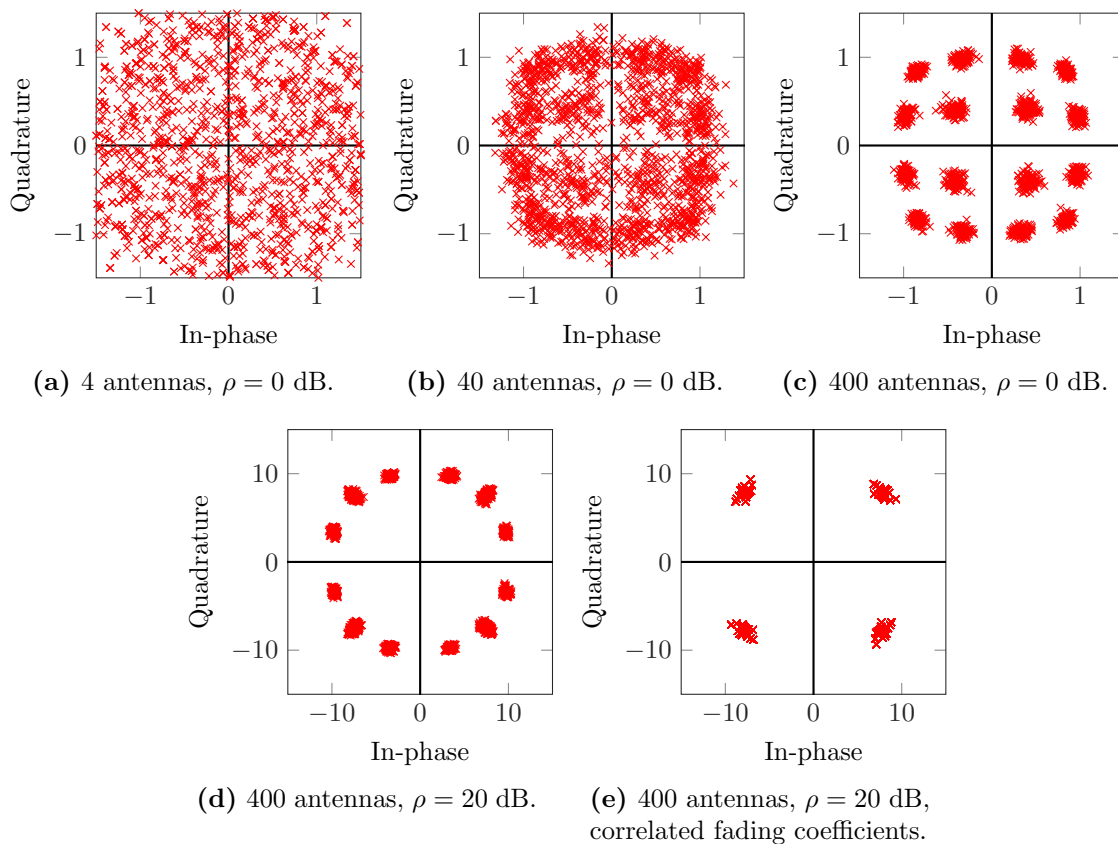 1
0
−1
Quadrature
−1
0
1
In-phase
(a) 4 antennas, ρ = 0 dB.
1
0
−1
Quadrature
−1
0
1
In-phase
(b) 40 antennas, ρ = 0 dB.
1
0
−1
Quadrature
−1
0
1
In-phase
(c) 400 antennas, ρ = 0 dB.
10
0
−10
Quadrature
−10
0
10
In-phase
(d) 400 antennas, ρ = 20 dB.
10
0
−10
Quadrature
−10
0
10
In-phase
(e) 400 antennas, ρ = 20 dB,
correlated fading coefficients.